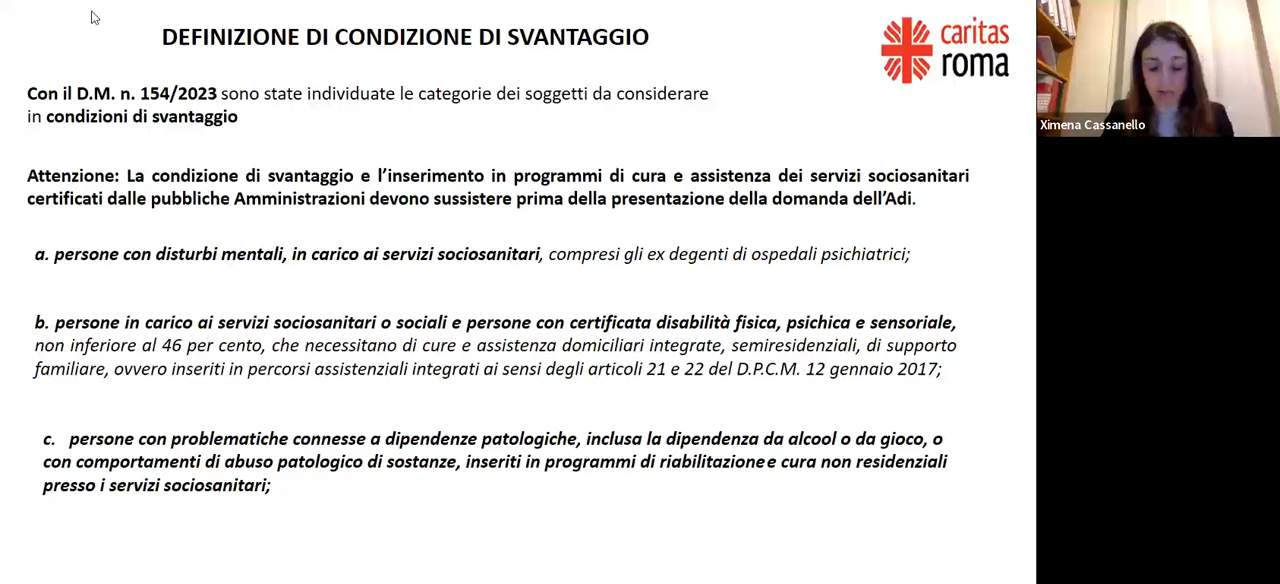 DEFINIZIONE DI CONDIZIONE DI SVANTAGGIO
caritas
roma
Con il D.M. n. 154/2023 sono state individuate le categorie dei soggetti da considerare
in condizioni di svantaggio
Attenzione: La condizione di svantaggio e l'inserimento in programmi di cura e assistenza dei servizi sociosanitari
certificati dalle pubbliche Amministrazioni devono sussistere prima della presentazione della domanda dell'Adi.
a. persone con disturbi mentali, in carico ai servizi sociosanitari, compresi gli ex degenti di ospedali psichiatrici;
b. persone in carico ai servizi sociosanitari o sociali e persone con certificata disabilità fisica, psichica e sensoriale,
non inferiore al 46 per cento, che necessitano di cure e assistenza domiciliari integrate, semiresidenziali, di supporto
familiare, ovvero inseriti in percorsi assistenziali integrati ai sensi degli articoli 21 e 22 del D.P.C.M. 12 gennaio 2017;
c. persone con problematiche connesse a dipendenze patologiche, inclusa la dipendenza da alcool o da gioco, o
con comportamenti di abuso patologico di sostanze, inseriti in programmi di riabilitazione e cura non residenziali
presso i servizi sociosanitari;
Ximena Cassanello